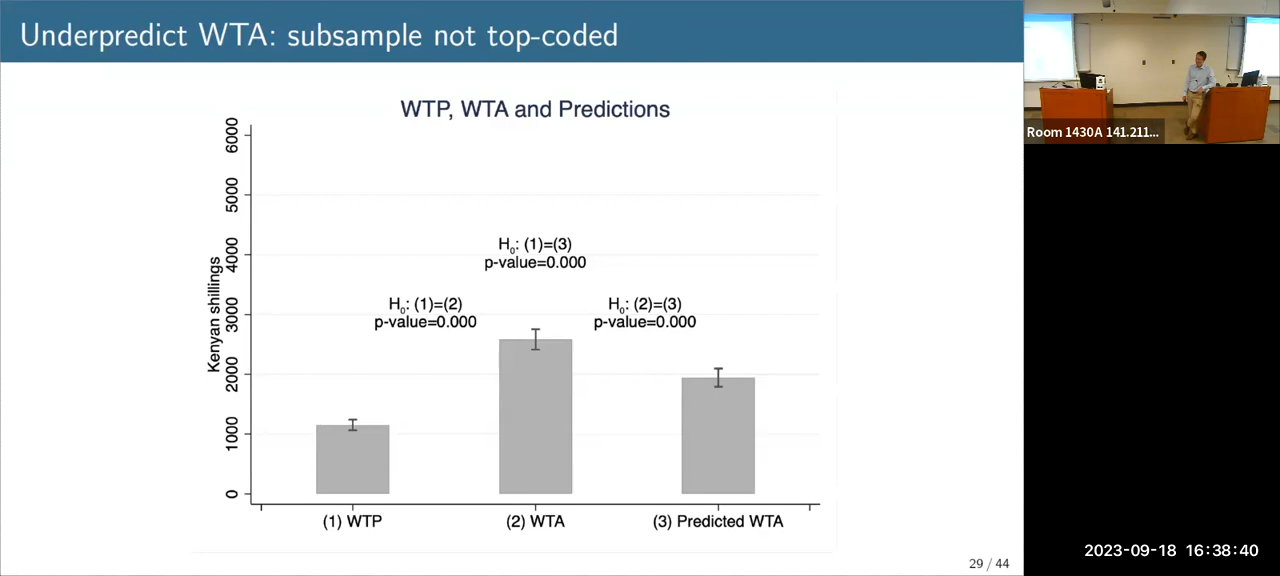 Underpredict WTA: subsample not top-coded
WTP, WTA and Predictions
Kenyan shillings
6000
5000
4000
3000
2000
1000
0
H₀: (1)=(3)
p-value=0.000
H₀: (1)=(2)
p-value=0.000
H₀: (2)=(3)
p-value=0.000
(1) WTP
(2) WTA
(3) Predicted WTA
29 / 44
Room 1430A 141.211...
2023-09-18 16:38:40